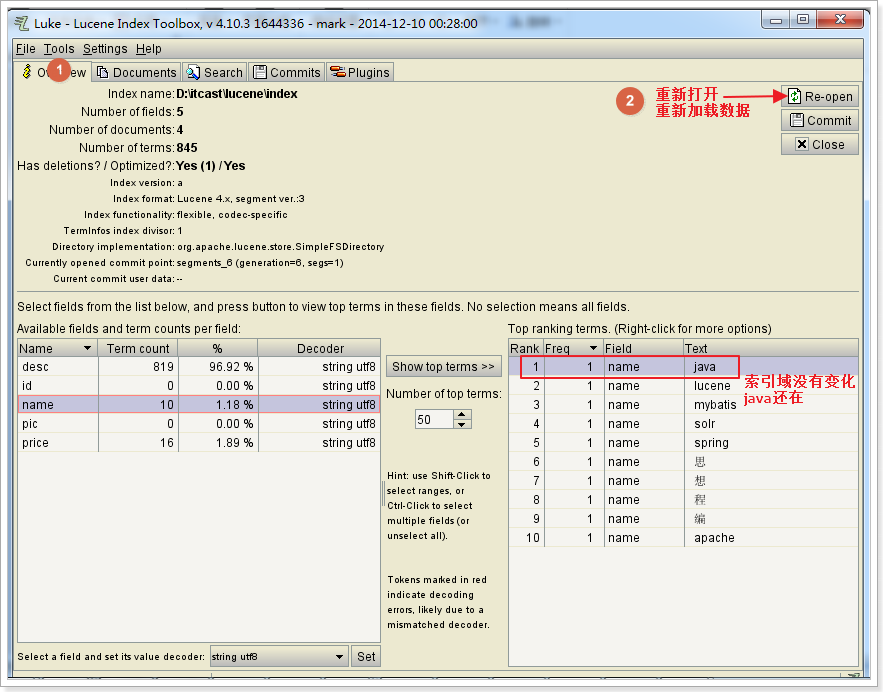 Luke - Lucene Index Toolbox, v 4.10.3 1644336 - mark - 2014-12-10 00:28:00
File Tools Settings Help
1 Documents Search Commits Plugins
Index name: D:\itcast\lucene\index
Number of fields: 5
Number of documents: 4
Number of terms: 845
Has deletions? / Optimized?: Yes (1) / Yes
Index version: a
Index format: Lucene 4.x, segment ver.:3
Index functionality: flexible, codec-specific
TermInfos index divisor: 1
Directory implementation: org.apache.lucene.store.SimpleFSDirectory
Currently opened commit point: segments_6 (generation=6, segs=1)
Current commit user data: --
2 重新打开
重新加载数据
Re-open
Commit
Close
Select fields from the list below, and press button to view top terms in these fields. No selection means all fields.
Available fields and term counts per field:
Name Term count % Decoder
desc 819 96.92 % string utf8
id 0 0.00 % string utf8
name 10 1.18 % string utf8
pic 0 0.00 % string utf8
price 16 1.89 % string utf8
Show top terms >>
Number of top terms:
50
Hint: use Shift-Click to
select ranges, or
Ctrl-Click to select
multiple fields (or
unselect all).
Tokens marked in red
indicate decoding
errors, likely due to a
mismatched decoder.
Top ranking terms. (Right-click for more options)
Rank Freq Field Text
1 1 name java
2 1 name lucene
3 1 name mybatis
4 1 name solr
5 1 name spring
6 1 name 思
7 1 name 想
8 1 name 程
9 1 name 编
10 1 name apache
索引域没有变化
java还在
Select a field and set its value decoder: string utf8 Set